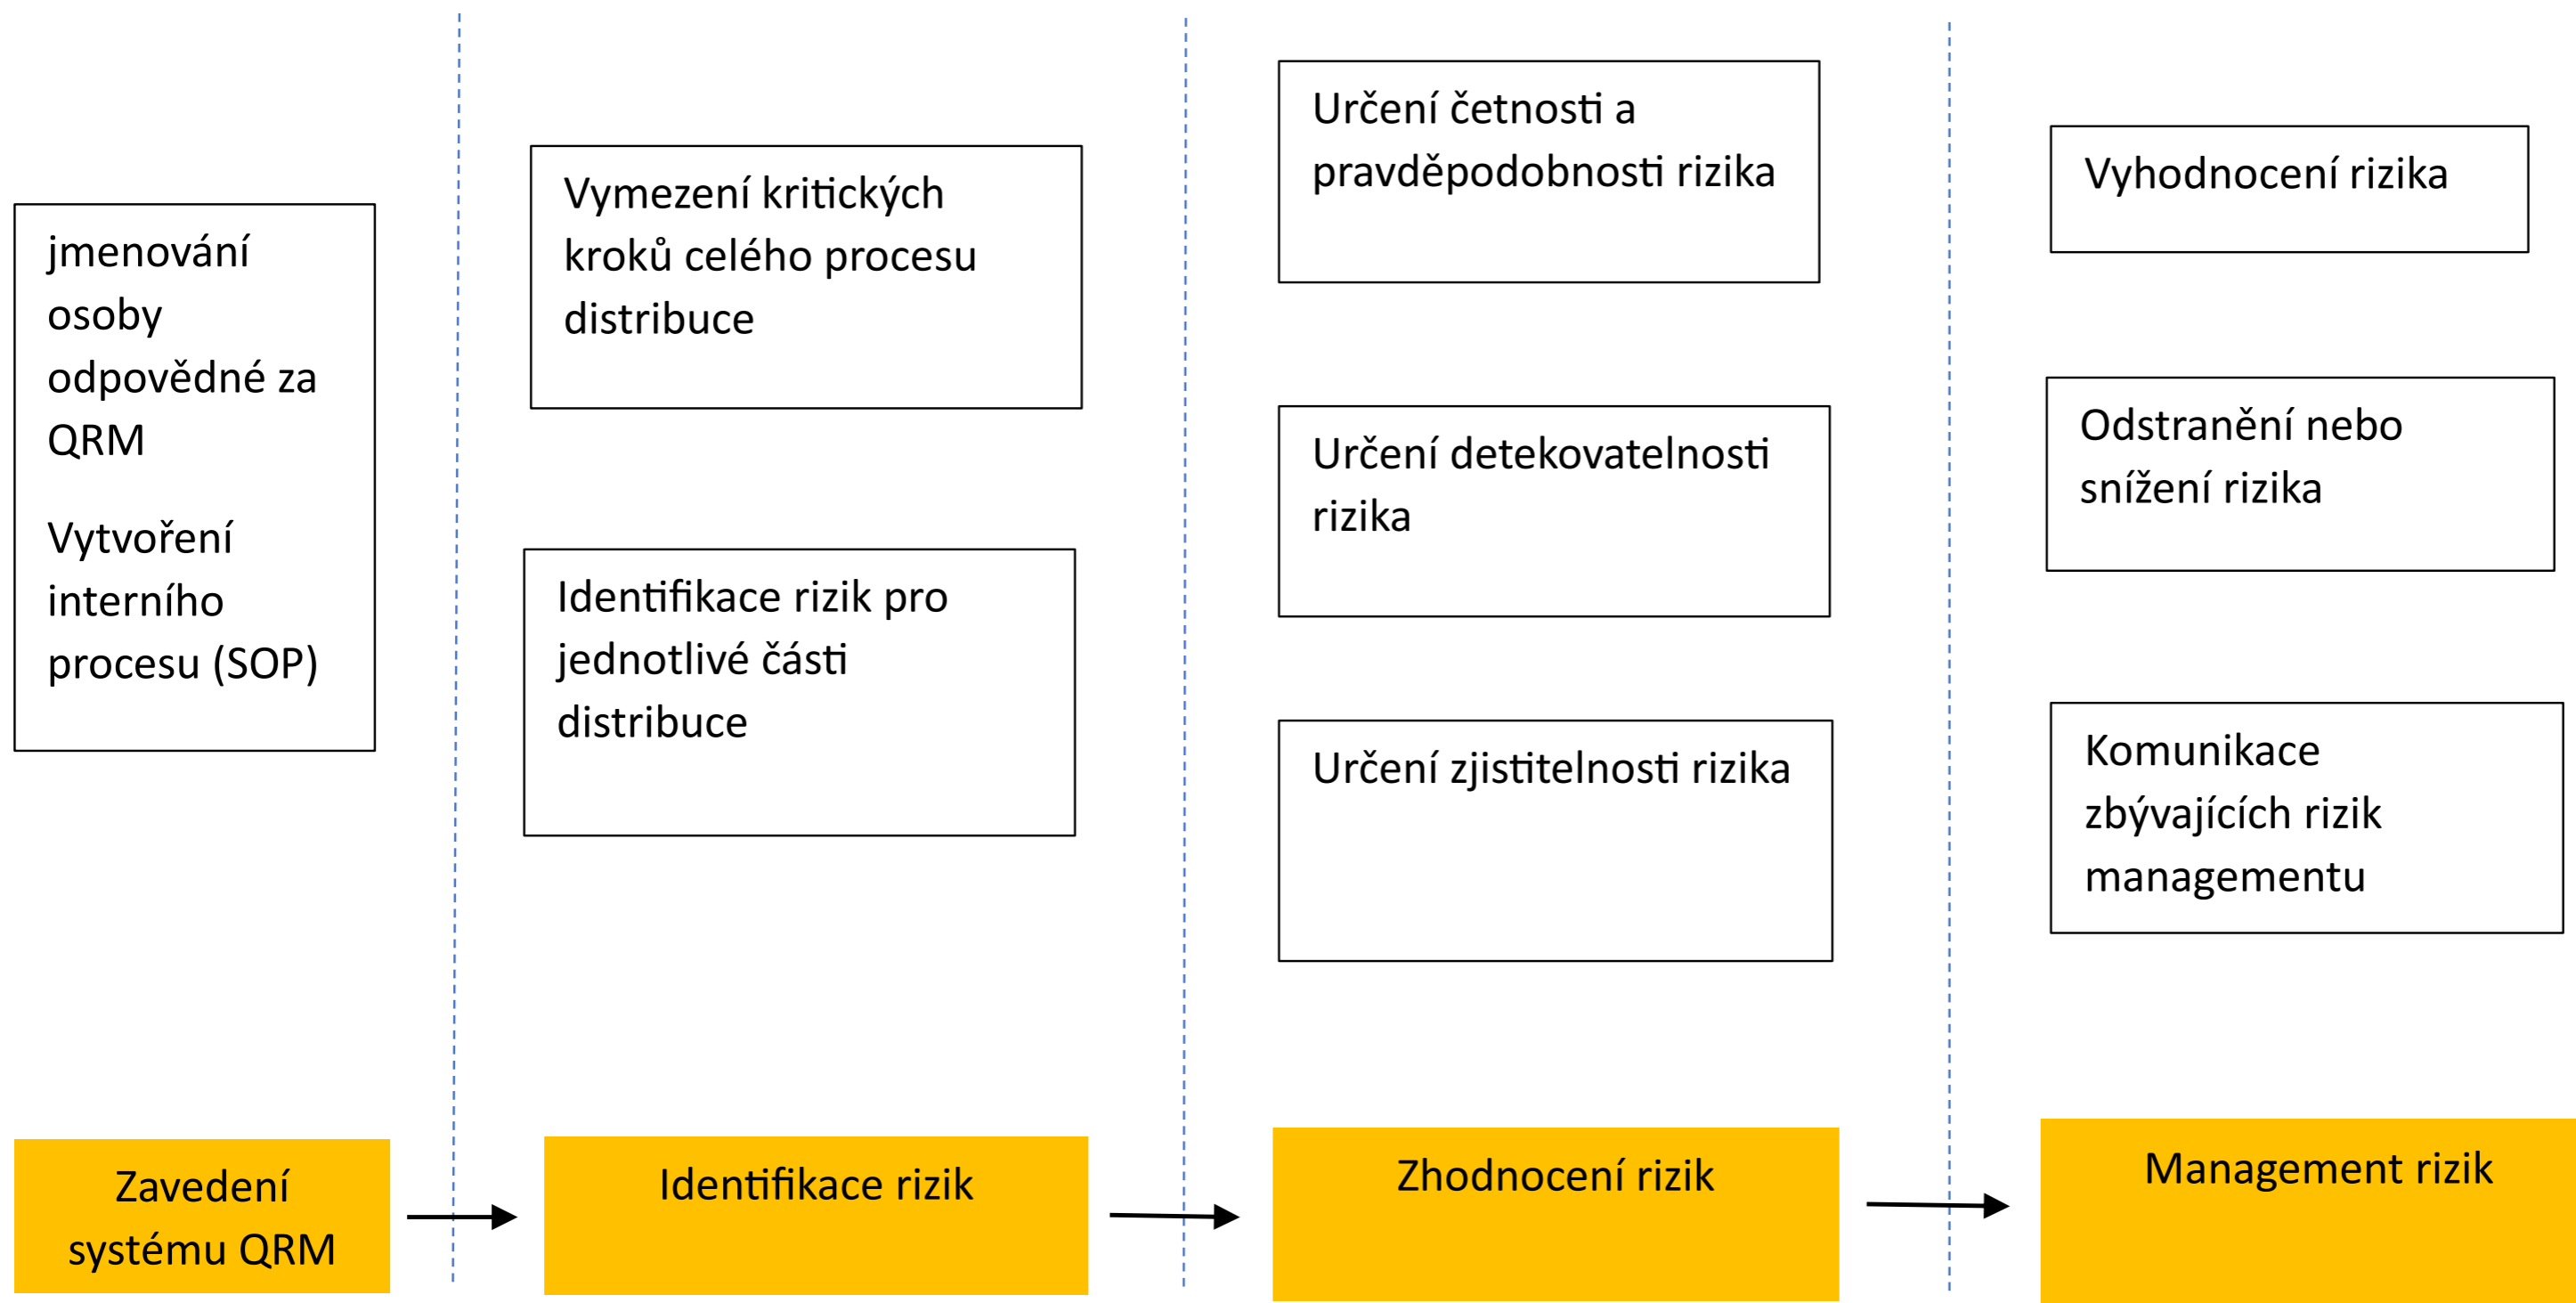 jmenování
osoby
odpovědné za
QRM
Vytvoření
interního
procesu (SOP)
Vymezení kritických
kroků celého procesu
distribuce
Identifikace rizik pro
jednotlivé části
distribuce
Určení četnosti a
pravděpodobnosti rizika
Určení detekovatelnosti
rizika
Určení zjistitelnosti rizika
Vyhodnocení rizika
Odstranění nebo
snížení rizika
Komunikace
zbývajících rizik
managementu
Zavedení
systému QRM
Identifikace rizik
Zhodnocení rizik
Management rizik